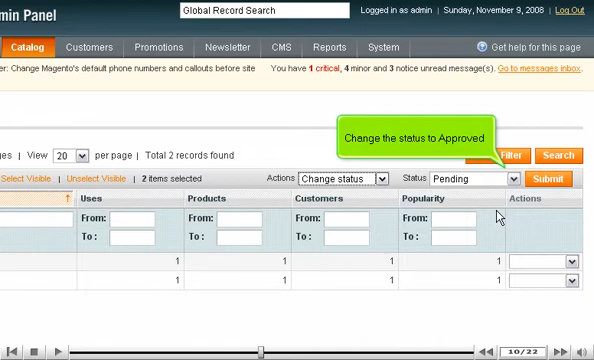 min Panel
Global Record Search
Logged in as admin | Sunday, November 9, 2008 | Log Out
Catalog Customers Promotions Newsletter CMS Reports System Get help for this page
er: Change Magento's default phone numbers and callouts before site
You have 1 critical, 4 minor and 3 notice unread message(s). Go to messages inbox.
Change the status to Approved
ges | View 20 per page | Total 2 records found
Filter Search
Select Visible | Unselect Visible | 2 items selected
Actions Change status Status Pending Submit
Uses Products Customers Popularity Actions
From: From: From: From:
To : To : To : To :
1 1 1 1
1 1 1 1
10/22